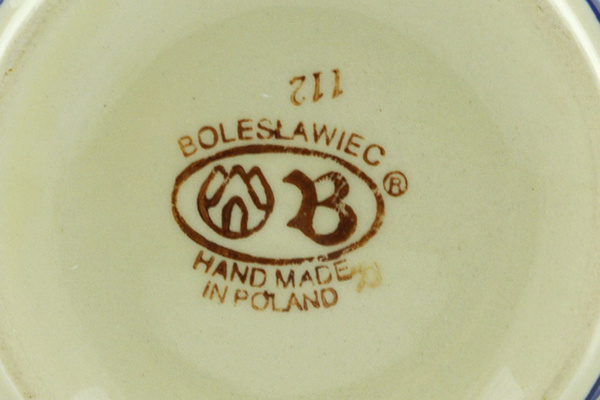 112
BOLESŁAWIEC
®
B
HAND MADE
IN POLAND